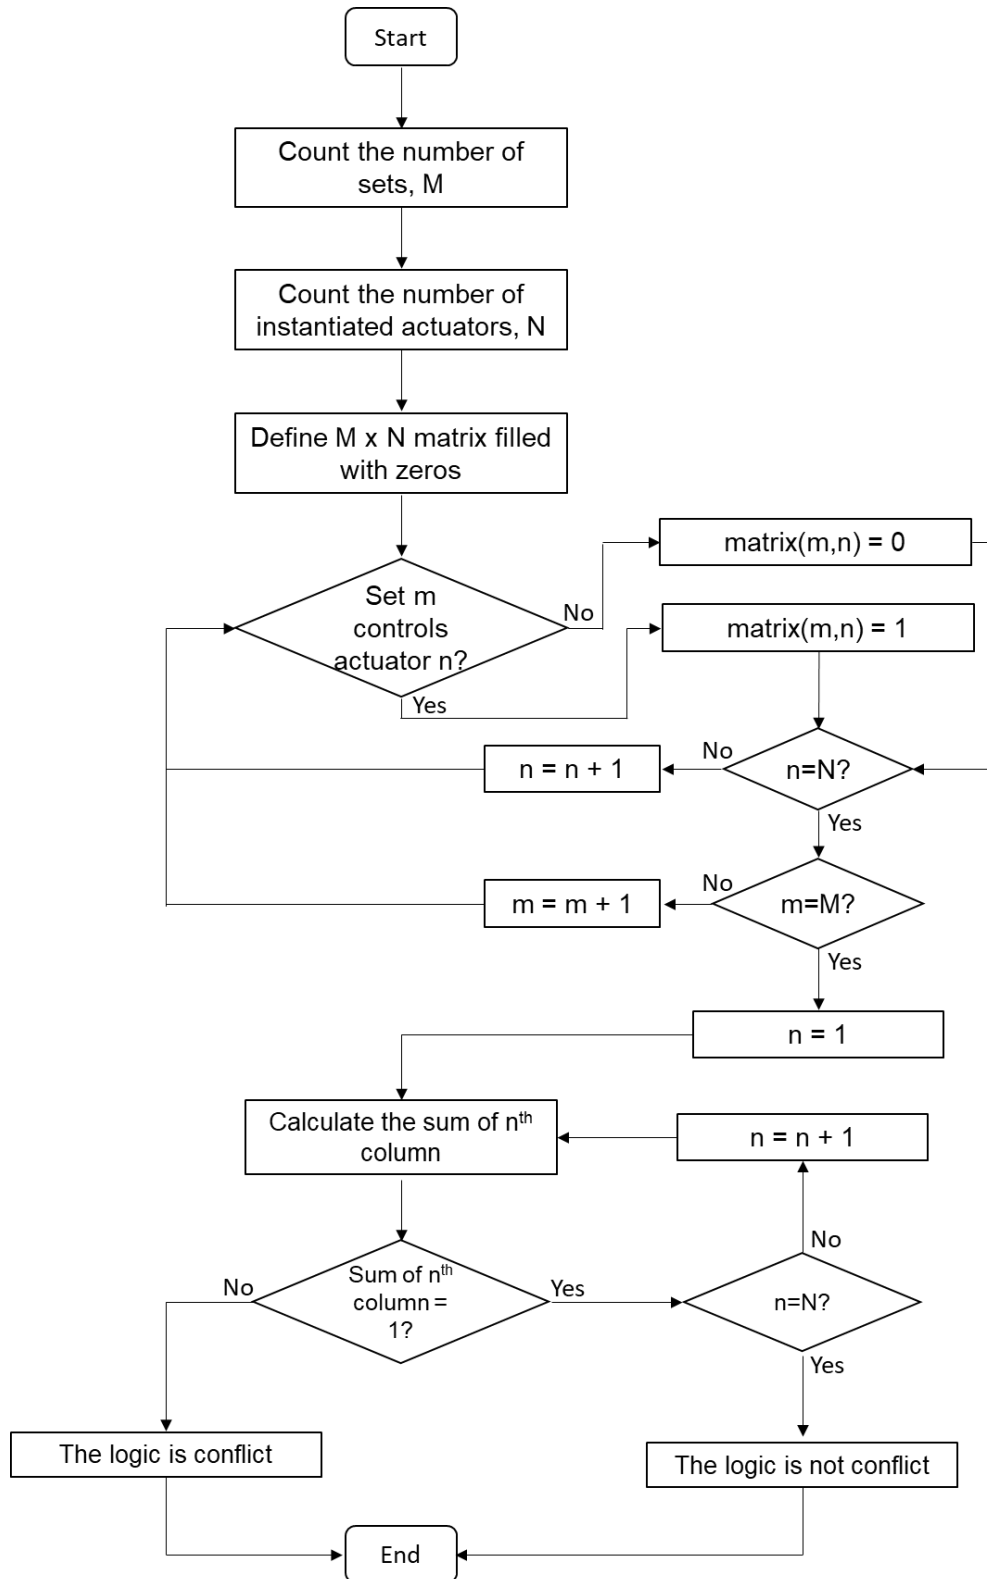 Start
Count the number of
sets, M
Count the number of
instantiated actuators, N
Define M x N matrix filled
with zeros
matrix(m,n) = 0
Set m
controls
actuator n?
No
matrix(m,n) = 1
Yes
n = n + 1
No
n=N?
Yes
m = m + 1
No
m=M?
Yes
n = 1
Calculate the sum of nth
column
n = n + 1
No
No
Sum of nth
column =
1?
Yes
n=N?
Yes
The logic is conflict
The logic is not conflict
End